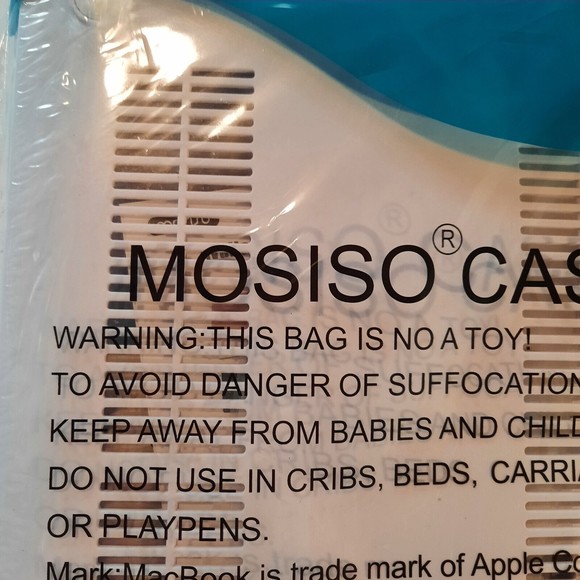 MOSISO® CAS
WARNING:THIS BAG IS NO A TOY!
TO AVOID DANGER OF SUFFOCATION
KEEP AWAY FROM BABIES AND CHILD
DO NOT USE IN CRIBS, BEDS, CARRIA
OR PLAYPENS.
Mark:MacBook is trade mark of Apple Co